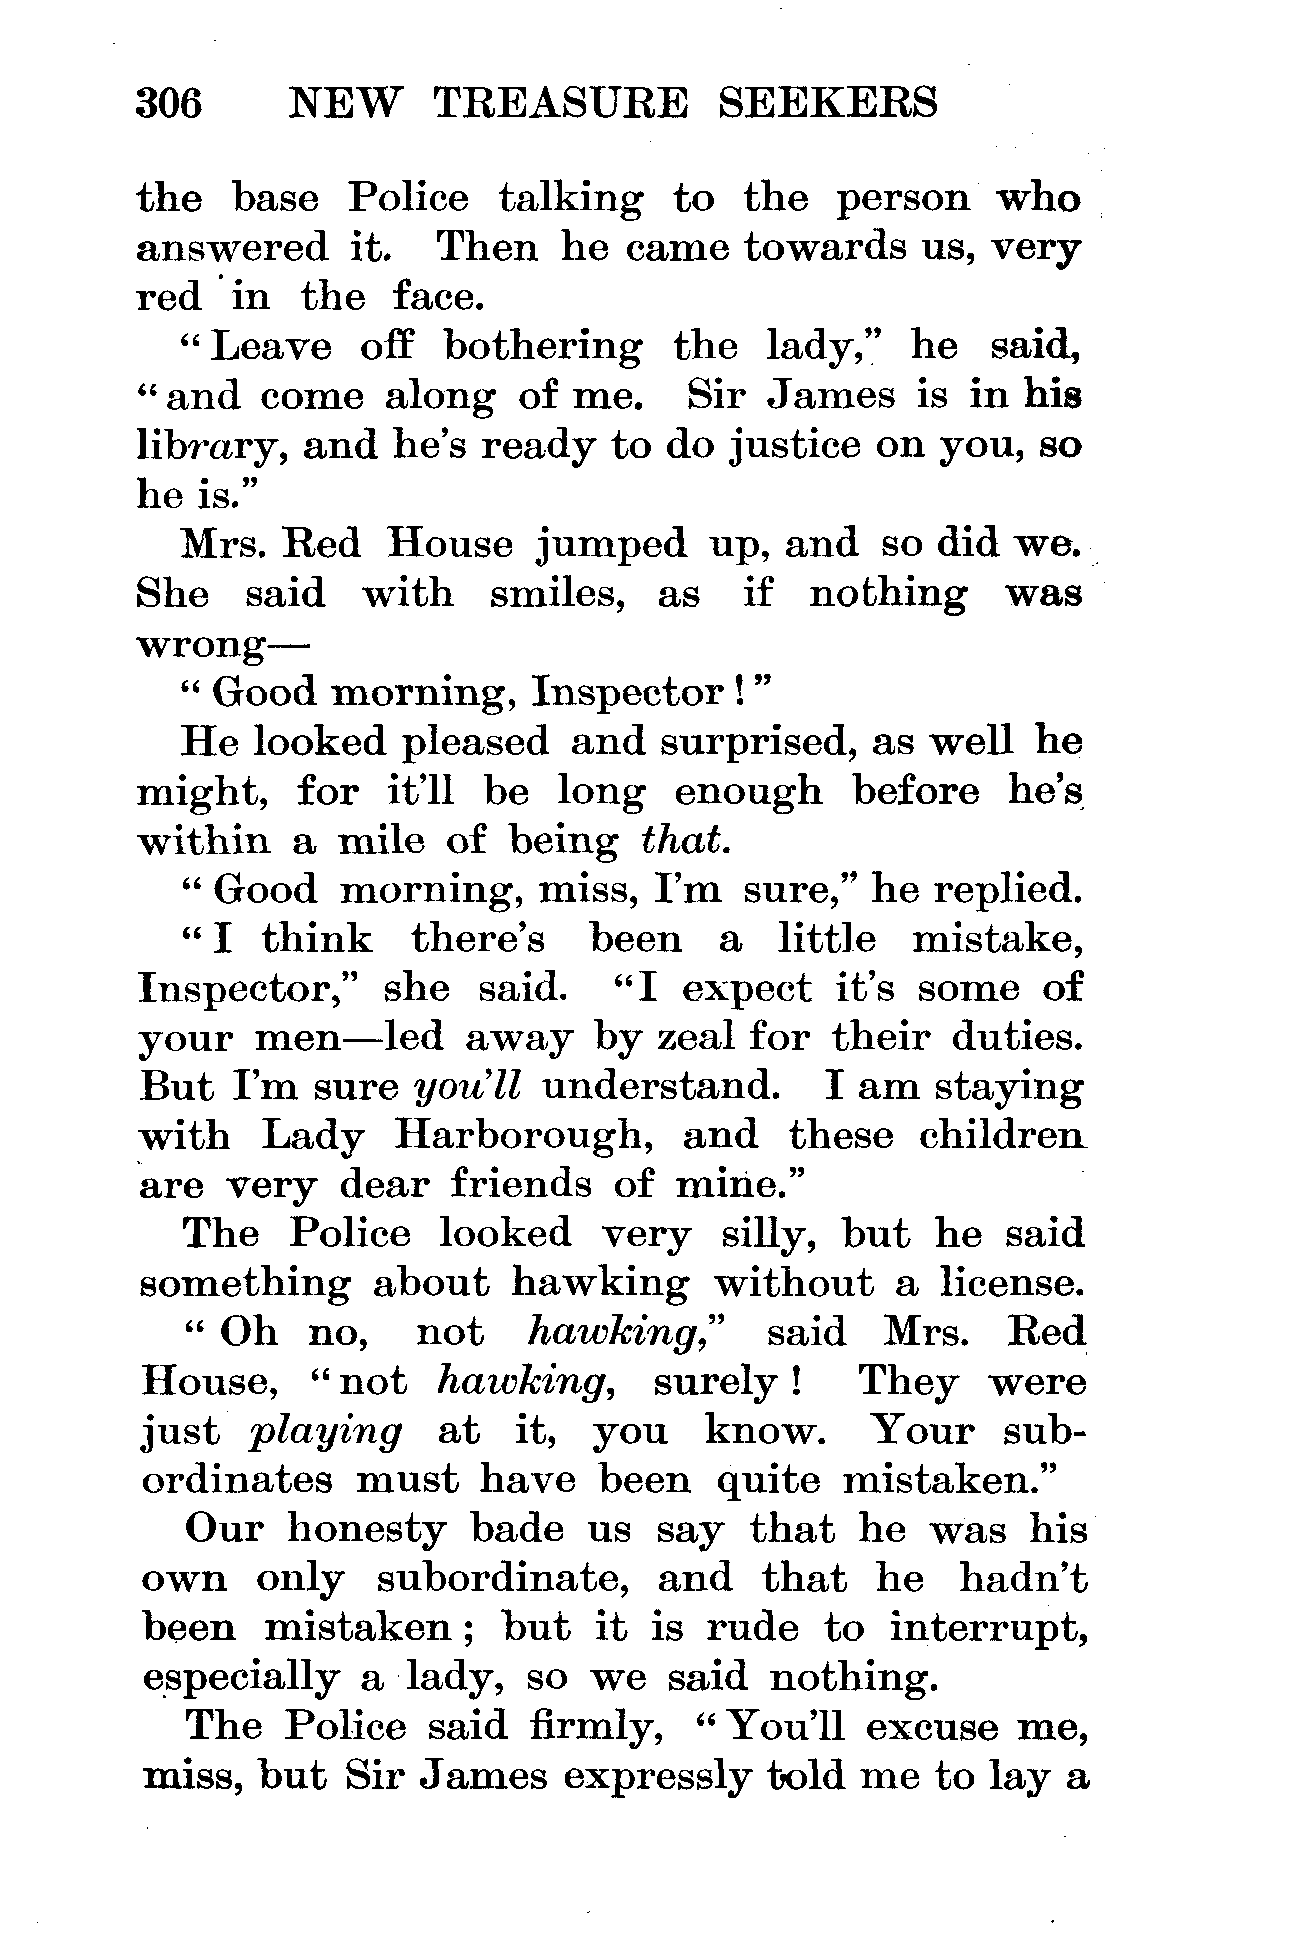 306 NEW TREASURE SEEKERS
the base Police talking to the person who
answered it. Then he came towards us, very
red in the face.
“Leave off bothering the lady,” he said,
“and come along of me. Sir James is in his
library, and he’s ready to do justice on you, so
he is.”
Mrs. Red House jumped up, and so did we.
She said with smiles, as if nothing was
wrong—
“Good morning, Inspector!”
He looked pleased and surprised, as well he
might, for it’ll be long enough before he’s
within a mile of being that.
“Good morning, miss, I’m sure,” he replied.
“I think there’s been a little mistake,
Inspector,” she said. “I expect it’s some of
your men—led away by zeal for their duties.
But I’m sure you’ll understand. I am staying
with Lady Harborough, and these children
are very dear friends of mine.”
The Police looked very silly, but he said
something about hawking without a license.
“Oh no, not hawking,” said Mrs. Red
House, “not hawking, surely! They were
just playing at it, you know. Your sub-
ordinates must have been quite mistaken.”
Our honesty bade us say that he was his
own only subordinate, and that he hadn’t
been mistaken; but it is rude to interrupt,
especially a lady, so we said nothing.
The Police said firmly, “You’ll excuse me,
miss, but Sir James expressly told me to lay a